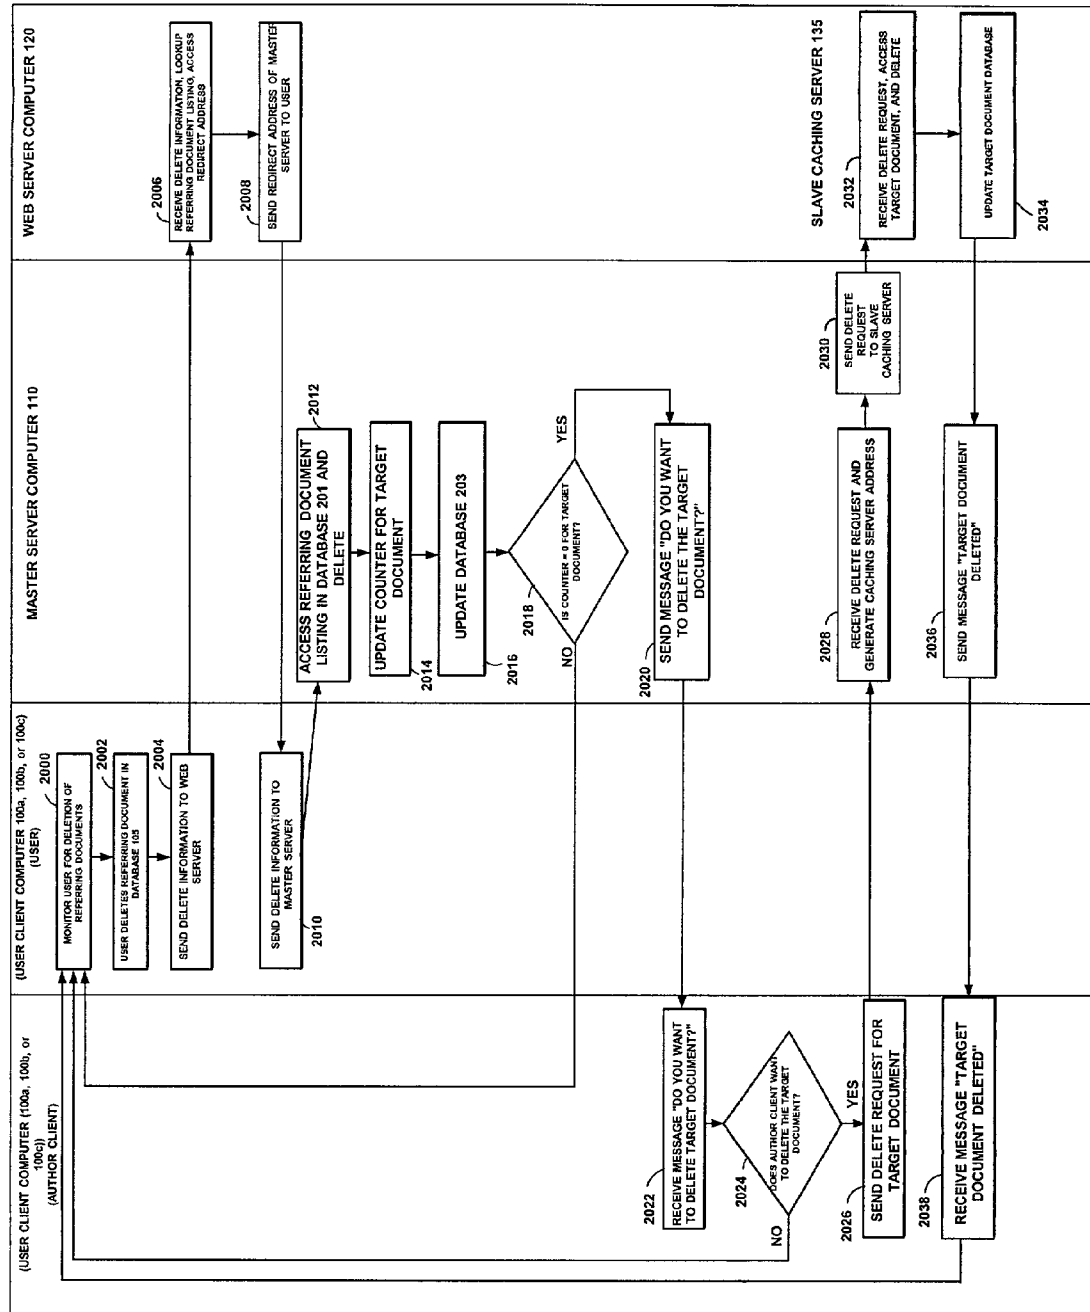 (USER CLIENT COMPUTER (100a, 100b, or
100c))
(AUTHOR CLIENT)
(USER CLIENT COMPUTER 100a, 100b, or 100c)
(USER)
MASTER SERVER COMPUTER 110
WEB SERVER COMPUTER 120
2000
MONITOR USER FOR DELETION OF
REFERRING DOCUMENTS
2002
USER DELETES REFERRING DOCUMENT IN
DATABASE 105
2004
SEND DELETE INFORMATION TO WEB
SERVER
2006
RECEIVE DELETE INFORMATION, LOOKUP
REFERRING DOCUMENT LISTING, ACCESS
REDIRECT ADDRESS
2008
SEND REDIRECT ADDRESS OF MASTER
SERVER TO USER
SEND DELETE INFORMATION TO
MASTER SERVER
2010
2012
ACCESS REFERRING DOCUMENT
LISTING IN DATABASE 201 AND
DELETE
UPDATE COUNTER FOR TARGET
DOCUMENT
2014
UPDATE DATABASE 203
2016
2018
IS COUNTER = 0 FOR TARGET
DOCUMENT?
NO
YES
2020
SEND MESSAGE "DO YOU WANT
TO DELETE THE TARGET
DOCUMENT?"
2022
RECEIVE MESSAGE "DO YOU WANT
TO DELETE TARGET DOCUMENT?"
2024
DOES AUTHOR CLIENT WANT
TO DELETE THE TARGET
DOCUMENT?
NO
YES
2026
SEND DELETE REQUEST FOR
TARGET DOCUMENT
2028
RECEIVE DELETE REQUEST AND
GENERATE CACHING SERVER ADDRESS
2030
SEND DELETE
REQUEST
TO SLAVE
CACHING SERVER
SLAVE CACHING SERVER 135
2032
RECEIVE DELETE REQUEST, ACCESS
TARGET DOCUMENT, AND DELETE
UPDATE TARGET DOCUMENT DATABASE
2034
2036
SEND MESSAGE "TARGET DOCUMENT
DELETED"
2038
RECEIVE MESSAGE "TARGET
DOCUMENT DELETED"